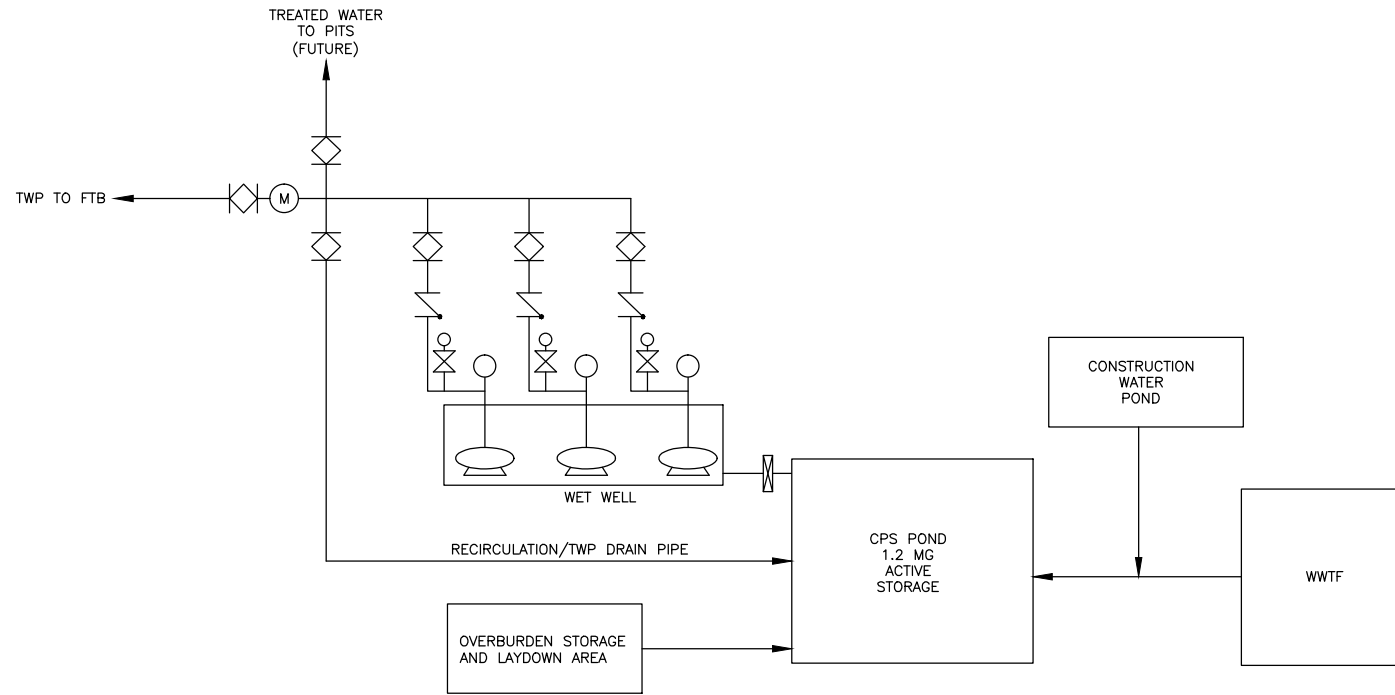 TREATED WATER
TO PITS
(FUTURE)
TWP TO FTB
M
CONSTRUCTION
WATER
POND
WET WELL
RECIRCULATION/TWP DRAIN PIPE
CPS POND
1.2 MG
ACTIVE
STORAGE
WWTF
OVERBURDEN STORAGE
AND LAYDOWN AREA